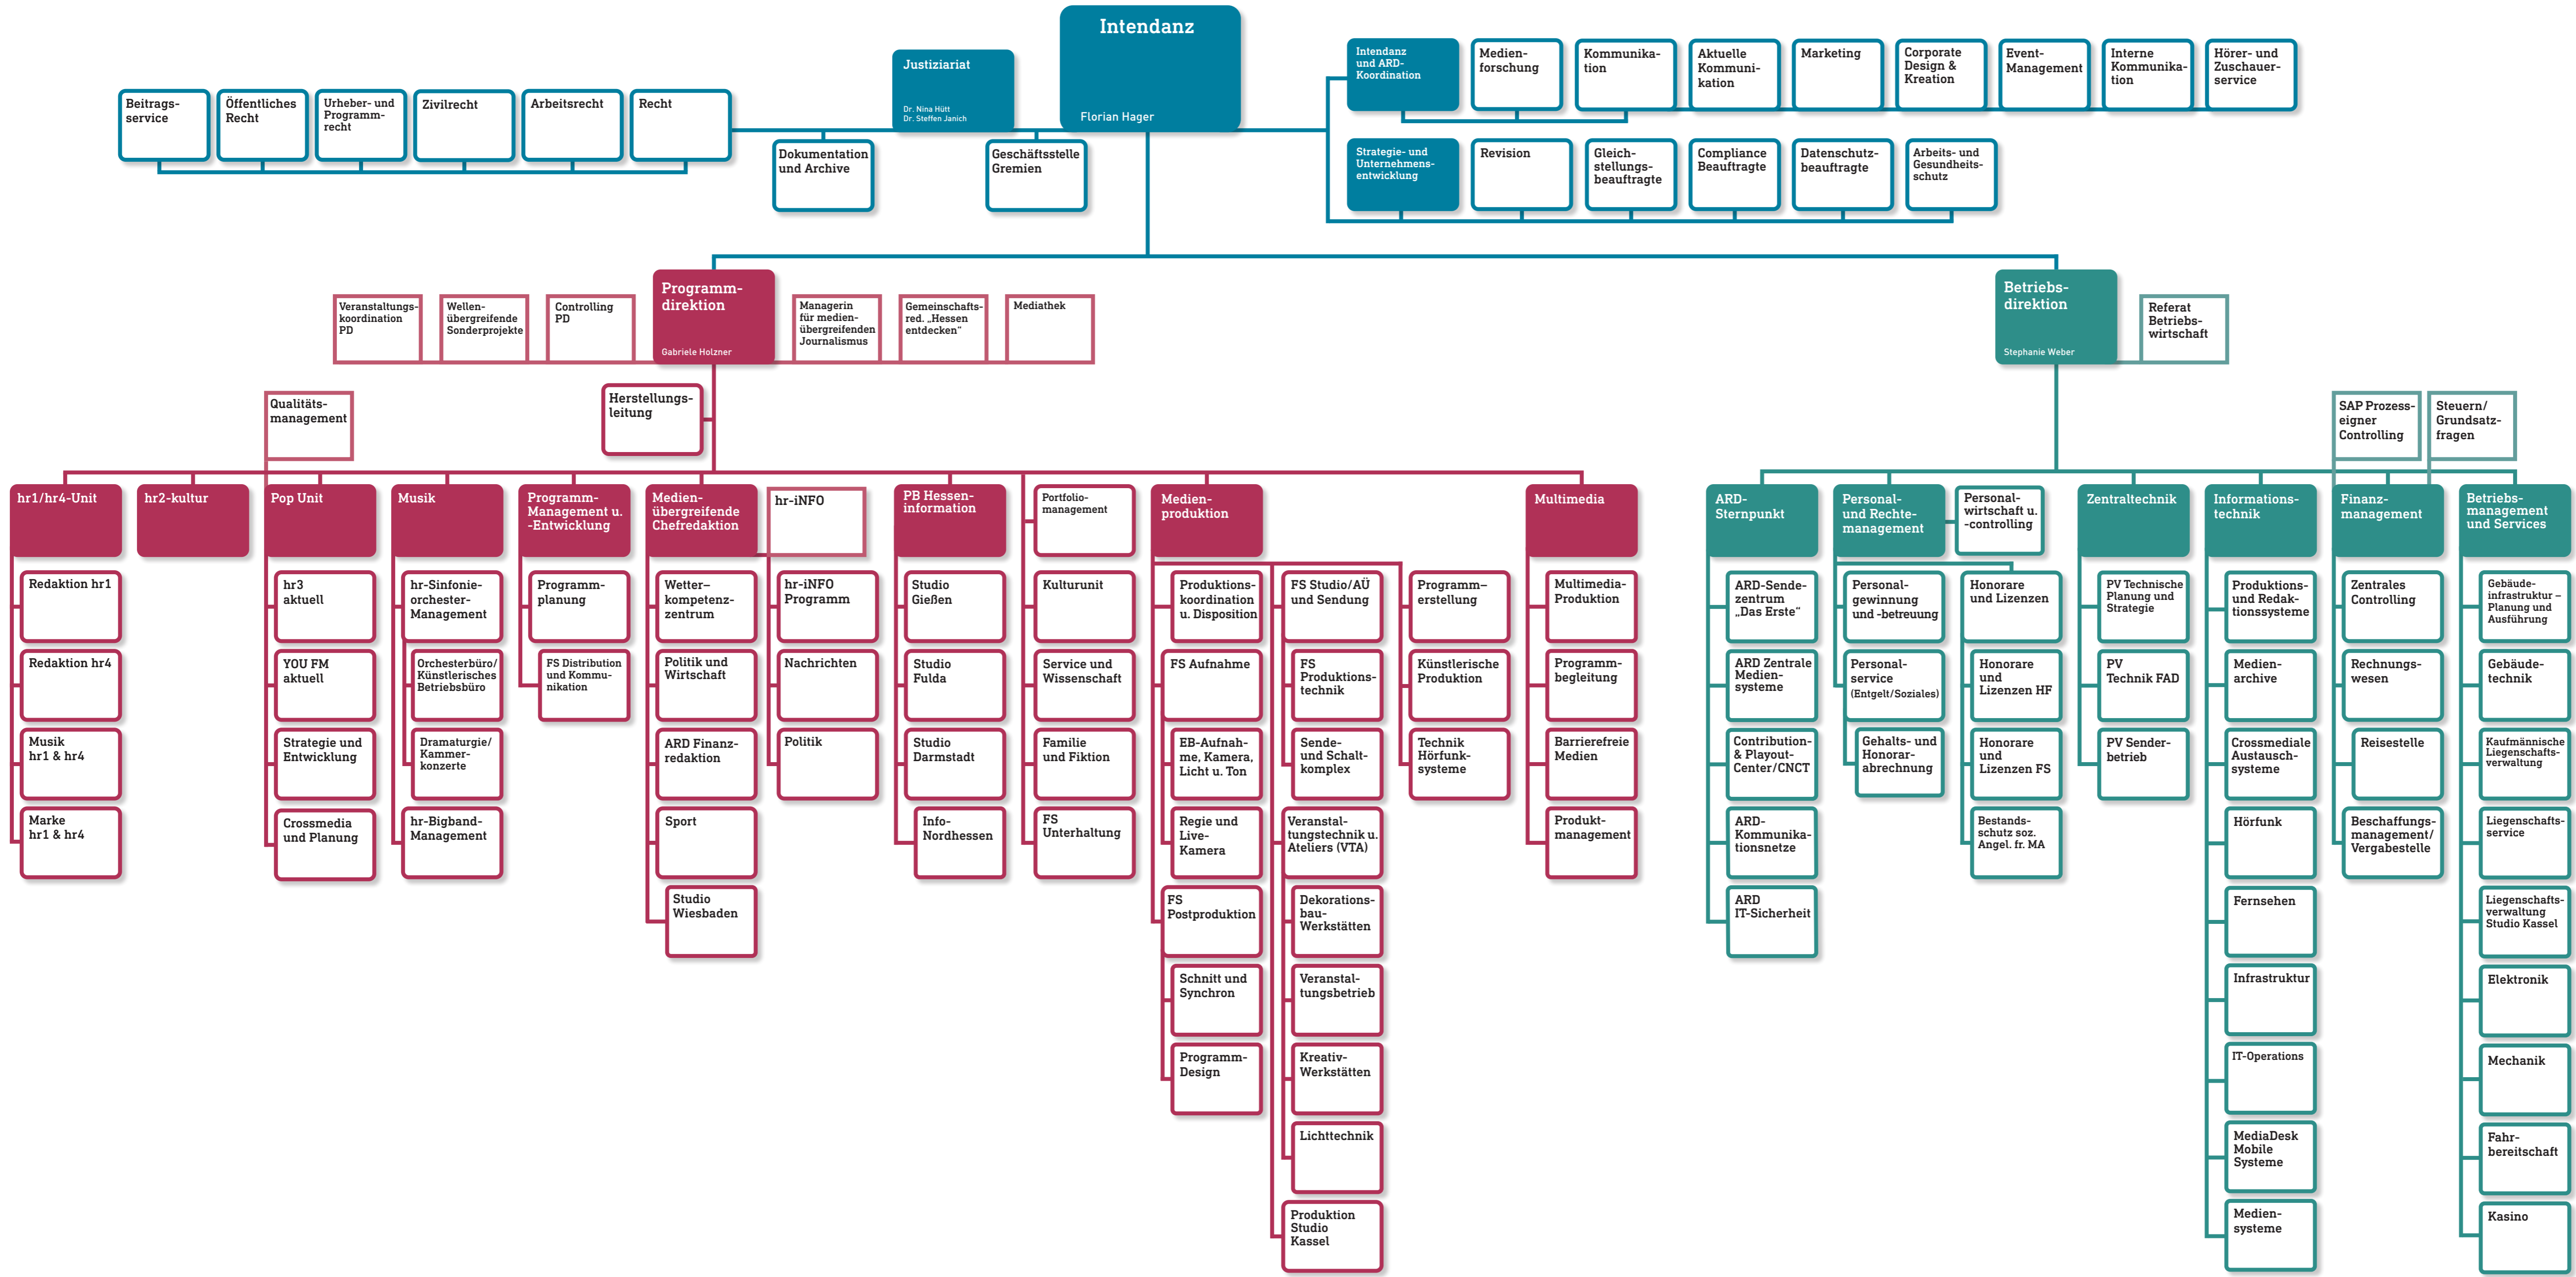 Intendanz
Florian Hager
Justiziariat
Dr. Nina Hütt
Dr. Steffen Janich
Beitrags-
service
Öffentliches
Recht
Urheber- und
Programm-
recht
Zivilrecht
Arbeitsrecht
Recht
Dokumentation
und Archive
Geschäftsstelle
Gremien
Intendanz
und ARD-
Koordination
Medien-
forschung
Kommunika-
tion
Aktuelle
Kommuni-
kation
Marketing
Corporate
Design &
Kreation
Event-
Management
Interne
Kommunika-
tion
Hörer- und
Zuschauer-
service
Strategie- und
Unternehmens-
entwicklung
Revision
Gleich-
stellungs-
beauftragte
Compliance
Beauftragte
Datenschutz-
beauftragte
Arbeits- und
Gesundheits-
schutz
Veranstaltungs-
koordination
PD
Wellen-
übergreifende
Sonderprojekte
Controlling
PD
Programm-
direktion
Gabriele Holzner
Managerin
für medien-
übergreifenden
Journalismus
Gemeinschafts-
red. „Hessen
entdecken“
Mediathek
Betriebs-
direktion
Stephanie Weber
Referat
Betriebs-
wirtschaft
Qualitäts-
management
Herstellungs-
leitung
SAP Prozess-
eigner
Controlling
Steuern/
Grundsatz-
fragen
hr1/hr4-Unit
Redaktion hr1
Redaktion hr4
Musik
hr1 & hr4
Marke
hr1 & hr4
hr2-kultur
Pop Unit
hr3
aktuell
YOU FM
aktuell
Strategie und
Entwicklung
Crossmedia
und Planung
Musik
hr-Sinfonie-
orchester-
Management
Orchesterbüro/
Künstlerisches
Betriebsbüro
Dramaturgie/
Kammer-
konzerte
hr-Bigband-
Management
Programm-
Management u.
-Entwicklung
Programm-
planung
FS Distribution
und Kommu-
nikation
Medien-
übergreifende
Chefredaktion
Wetter–
kompetenz-
zentrum
Politik und
Wirtschaft
ARD Finanz-
redaktion
Sport
Studio
Wiesbaden
hr-iNFO
hr-iNFO
Programm
Nachrichten
Politik
PB Hessen-
information
Studio
Gießen
Studio
Fulda
Studio
Darmstadt
Info-
Nordhessen
Portfolio-
management
Kulturunit
Service und
Wissenschaft
Familie
und Fiktion
FS
Unterhaltung
Medien-
produktion
Produktions-
koordination
u. Disposition
FS Aufnahme
EB-Aufnah-
me, Kamera,
Licht u. Ton
Regie und
Live-
Kamera
FS
Postproduktion
Schnitt und
Synchron
Programm-
Design
FS Studio/AÜ
und Sendung
FS
Produktions-
technik
Sende-
und Schalt-
komplex
Veranstal-
tungstechnik u.
Ateliers (VTA)
Dekorations-
bau-
Werkstätten
Veranstal-
tungsbetrieb
Kreativ-
Werkstätten
Lichttechnik
Produktion
Studio
Kassel
Programm–
erstellung
Künstlerische
Produktion
Technik
Hörfunk-
systeme
Multimedia
Multimedia-
Produktion
Programm-
begleitung
Barrierefreie
Medien
Produkt-
management
ARD-
Sternpunkt
ARD-Sende-
zentrum
„Das Erste“
ARD Zentrale
Medien-
systeme
Contribution-
& Playout-
Center/CNCT
ARD-
Kommunika-
tionsnetze
ARD
IT-Sicherheit
Personal-
und Rechte-
management
Personal-
gewinnung
und -betreuung
Personal-
service
(Entgelt/Soziales)
Gehalts- und
Honorar-
abrechnung
Personal-
wirtschaft u.
-controlling
Honorare
und Lizenzen
Honorare
und
Lizenzen HF
Honorare
und
Lizenzen FS
Bestands-
schutz soz.
Angel. fr. MA
Zentraltechnik
PV Technische
Planung und
Strategie
PV
Technik FAD
PV Sender-
betrieb
Informations-
technik
Produktions-
und Redak-
tionssysteme
Medien-
archive
Crossmediale
Austausch-
systeme
Hörfunk
Fernsehen
Infrastruktur
IT-Operations
MediaDesk
Mobile
Systeme
Medien-
systeme
Finanz-
management
Zentrales
Controlling
Rechnungs-
wesen
Reisestelle
Beschaffungs-
management/
Vergabestelle
Betriebs-
management
und Services
Gebäude-
infrastruktur –
Planung und
Ausführung
Gebäude-
technik
Kaufmännische
Liegenschafts-
verwaltung
Liegenschafts-
service
Liegenschafts-
verwaltung
Studio Kassel
Elektronik
Mechanik
Fahr-
bereitschaft
Kasino